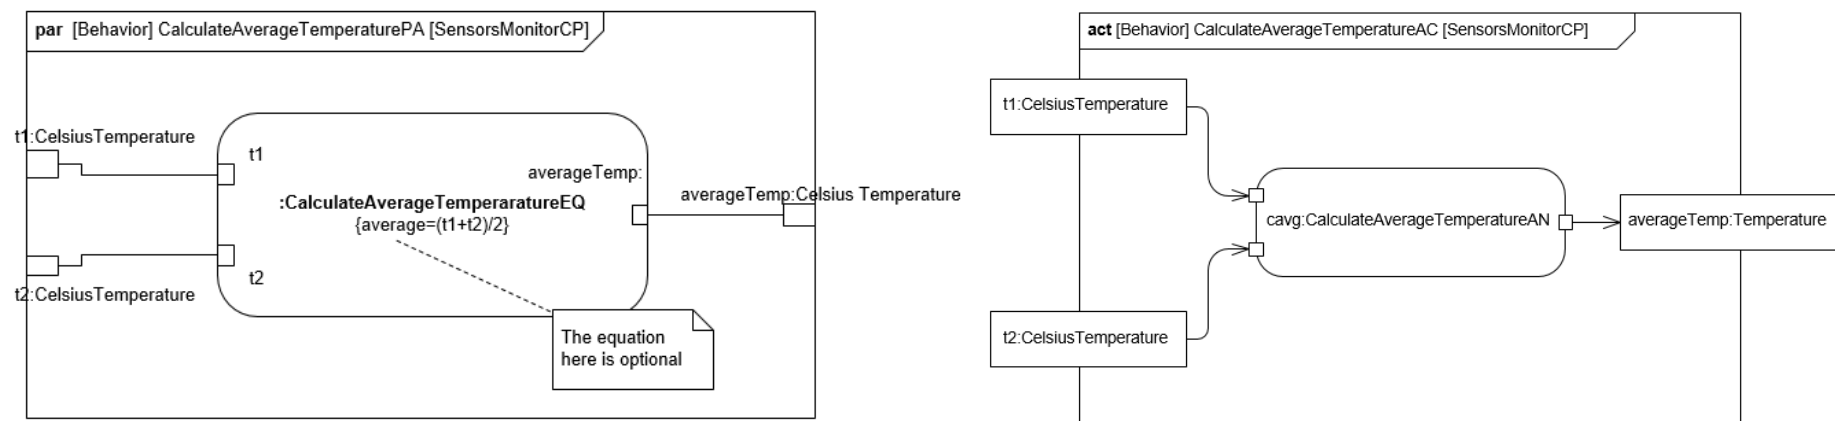 par [Behavior] CalculateAverageTemperaturePA [SensorsMonitorCP]
t1:CelsiusTemperature
t1
averageTemp:
:CalculateAverageTemperaratureEQ
{average=(t1+t2)/2}
averageTemp:Celsius Temperature
t2
t2:CelsiusTemperature
The equation
here is optional
act [Behavior] CalculateAverageTemperatureAC [SensorsMonitorCP]
t1:CelsiusTemperature
cavg:CalculateAverageTemperatureAN
averageTemp:Temperature
t2:CelsiusTemperature